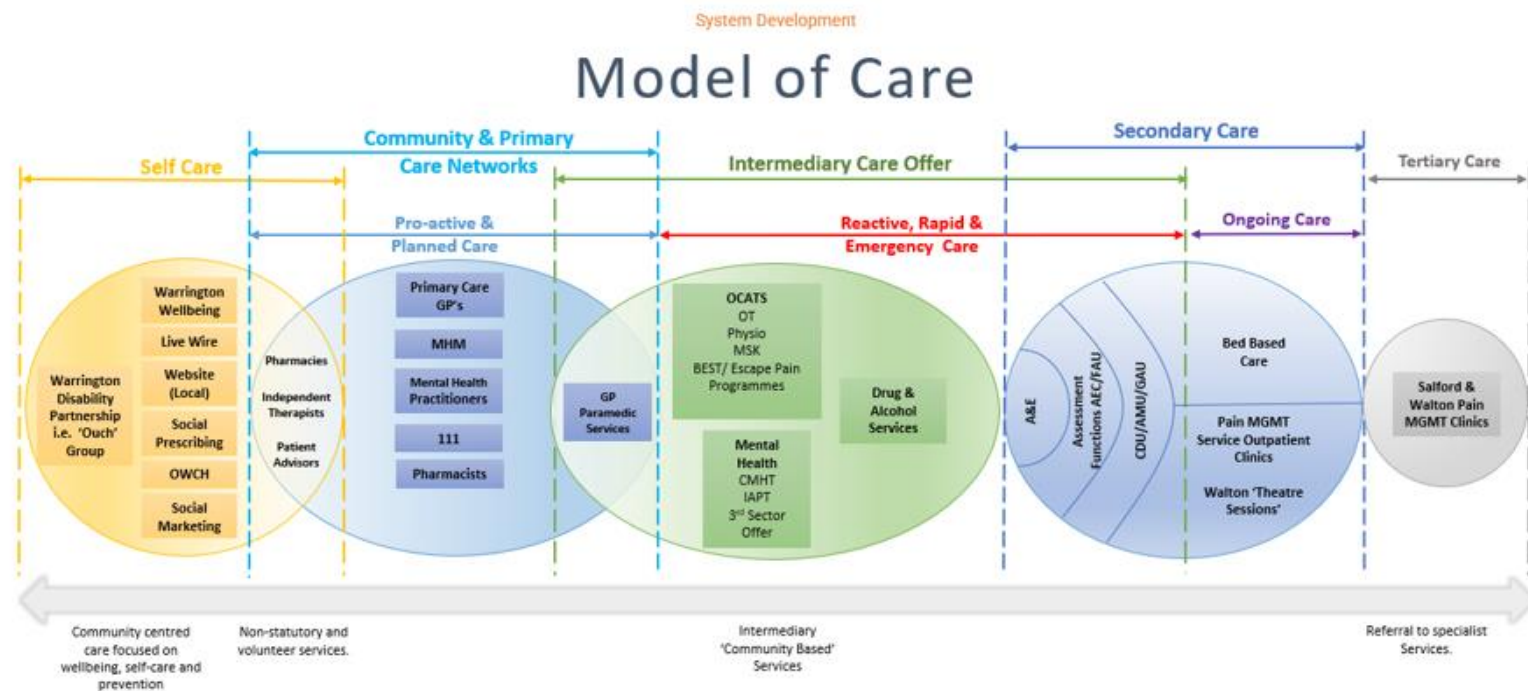 System Development
Model of Care
Self Care
Community & Primary
Care Networks
Intermediary Care Offer
Secondary Care
Tertiary Care
Pro-active &
Planned Care
Reactive, Rapid &
Emergency Care
Ongoing Care
Warrington
Disability
Partnership
i.e. 'Ouch'
Group
Warrington
Wellbeing
Live Wire
Website
(Local)
Social
Prescribing
OWCH
Social
Marketing
Pharmacies
Independent
Therapists
Patient
Advisors
Primary Care
GP's
MHM
Mental Health
Practitioners
111
Pharmacists
GP
Paramedic
Services
OCATS
OT
Physio
MSK
BEST/ Escape Pain
Programmes
Mental
Health
CMHT
IAPT
3rd Sector
Offer
Drug &
Alcohol
Services
A&E
Assessment
Functions AEC/FAU
CDU/AMU/GAU
Bed Based
Care
Pain MGMT
Service Outpatient
Clinics
Walton 'Theatre
Sessions'
Salford &
Walton Pain
MGMT Clinics
Community centred
care focused on
wellbeing, self-care and
prevention
Non-statutory and
volunteer services.
Intermediary
'Community Based'
Services
Referral to specialist
Services.